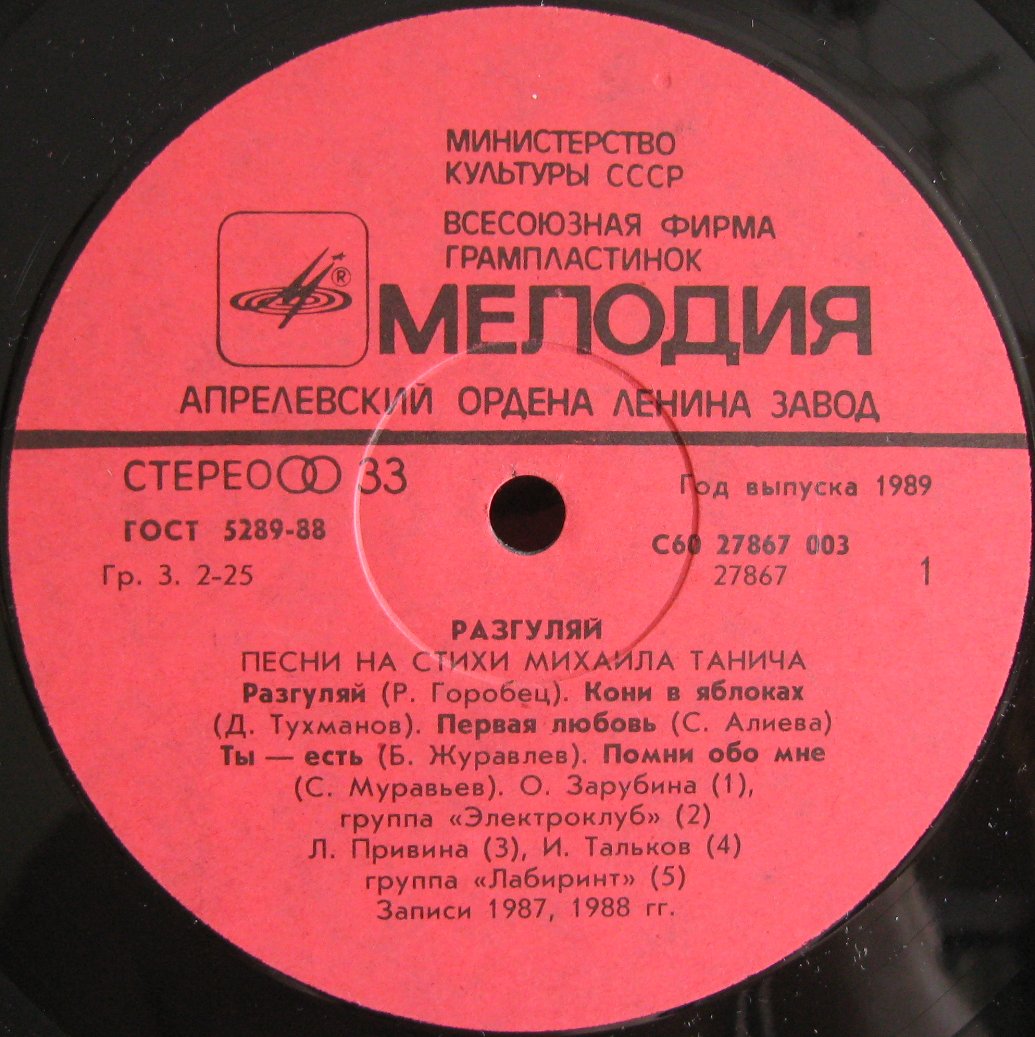 МИНИСТЕРСТВО
КУЛЬТУРЫ СССР
ВСЕСОЮЗНАЯ ФИРМА
ГРАМПЛАСТИНОК
®
МЕЛОДИЯ
АПРЕЛЕВСКИЙ ОРДЕНА ЛЕНИНА ЗАВОД
СТЕРЕО 33
Год выпуска 1989
ГОСТ 5289-88
С60 27867 003
Гр. 3. 2-25
27867
1
РАЗГУЛЯЙ
ПЕСНИ НА СТИХИ МИХАИЛА ТАНИЧА
Разгуляй (Р. Горобец). Кони в яблоках
(Д. Тухманов). Первая любовь (С. Алиева)
Ты — есть (Б. Журавлев). Помни обо мне
(С. Муравьев). О. Зарубина (1),
группа «Электроклуб» (2)
Л. Привина (3), И. Тальков (4)
группа «Лабиринт» (5)
Записи 1987, 1988 гг.